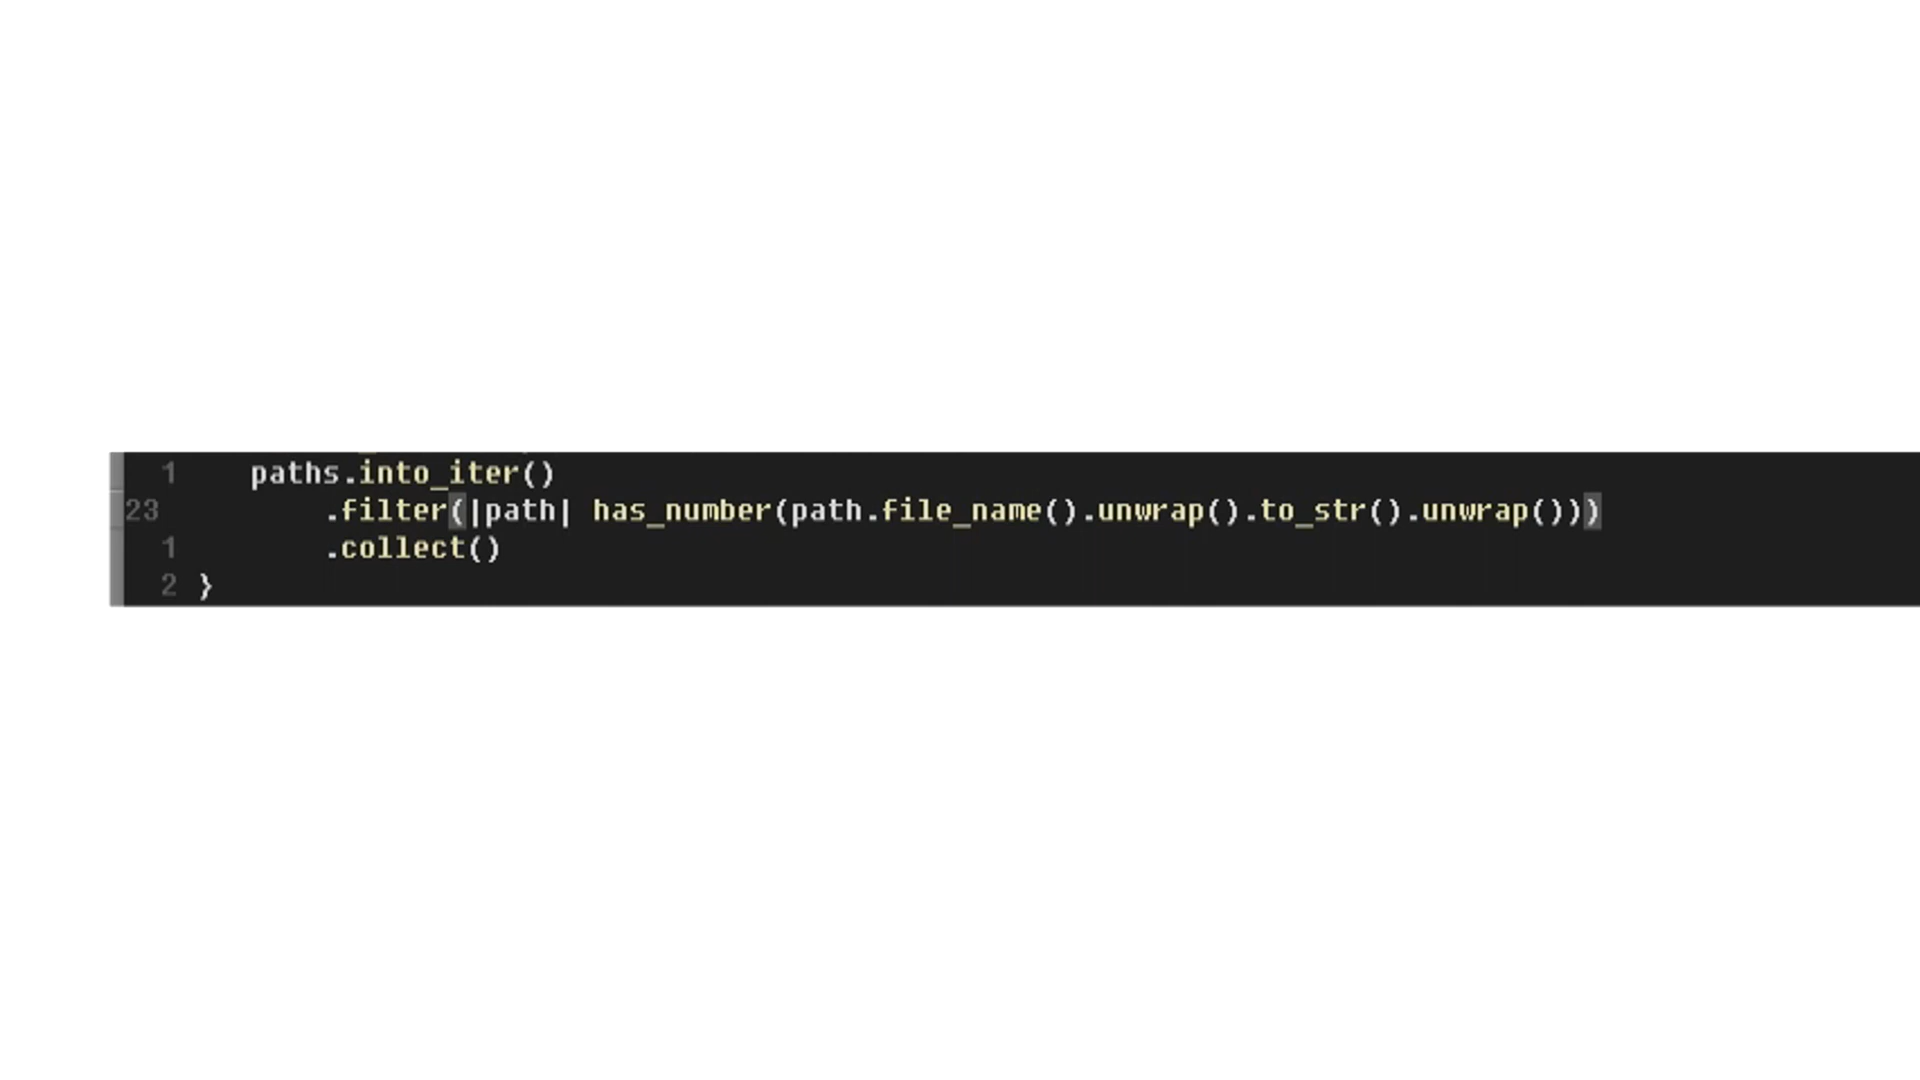 1 paths.into_iter()
23 .filter(|path| has_number(path.file_name().unwrap().to_str().unwrap()))
1 .collect()
2 }